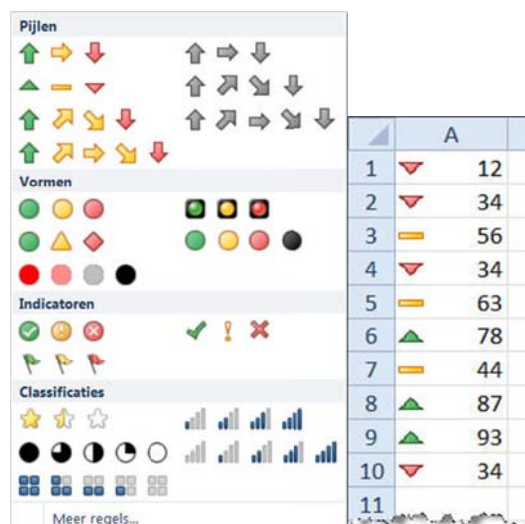 Pijlen
Vormen
Indicatoren
Classificaties
Meer regels...
A
1 12
2 34
3 56
4 34
5 63
6 78
7 44
8 87
9 93
10 34
11